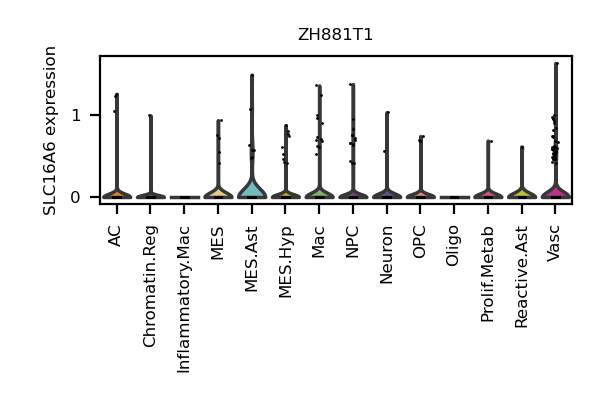 ZH881T1
SLC16A6 expression
1
0
AC
Chromatin.Reg
Inflammatory.Mac
MES
MES.Ast
MES.Hyp
Mac
NPC
Neuron
OPC
Oligo
Prolif.Metab
Reactive.Ast
Vasc